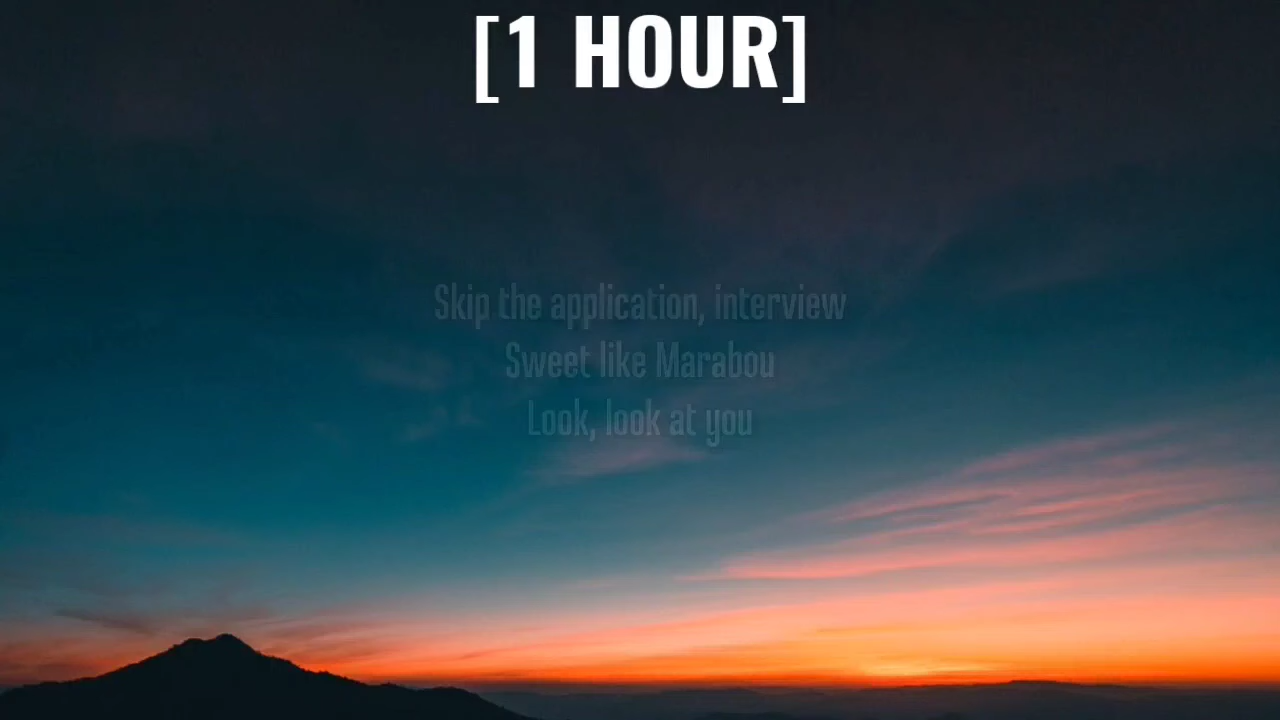 [1 HOUR]
Skip the application, interview
Sweet like Marabou
Look, look at you